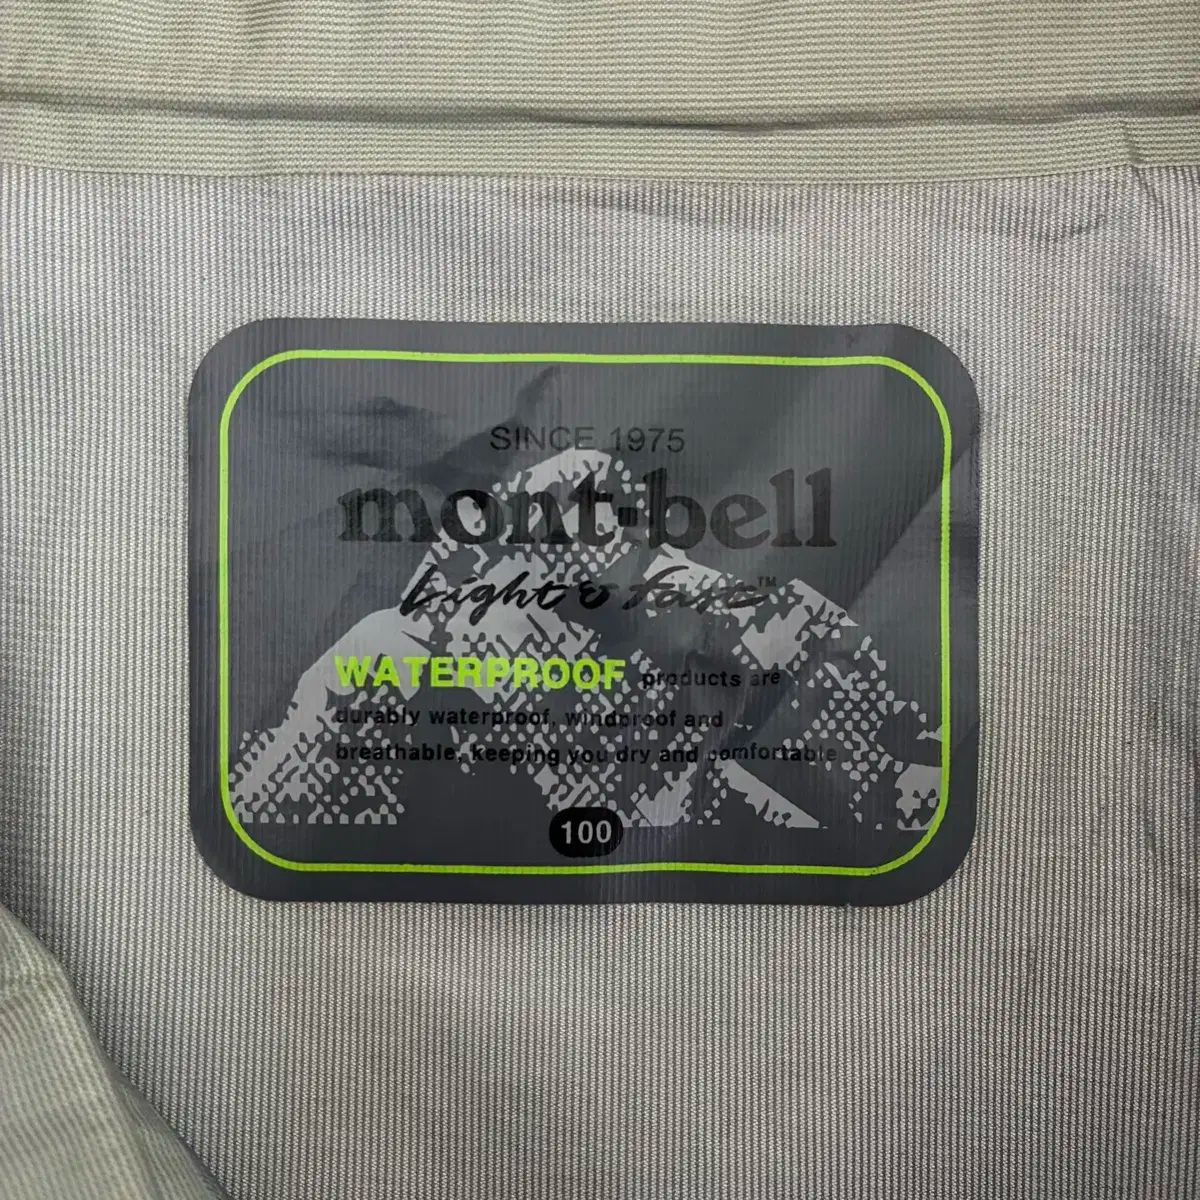 SINCE 1975
mont-bell
Light & fast™
WATERPROOF products are
durably waterproof, windproof and
breathable, keeping you dry and comfortable
100